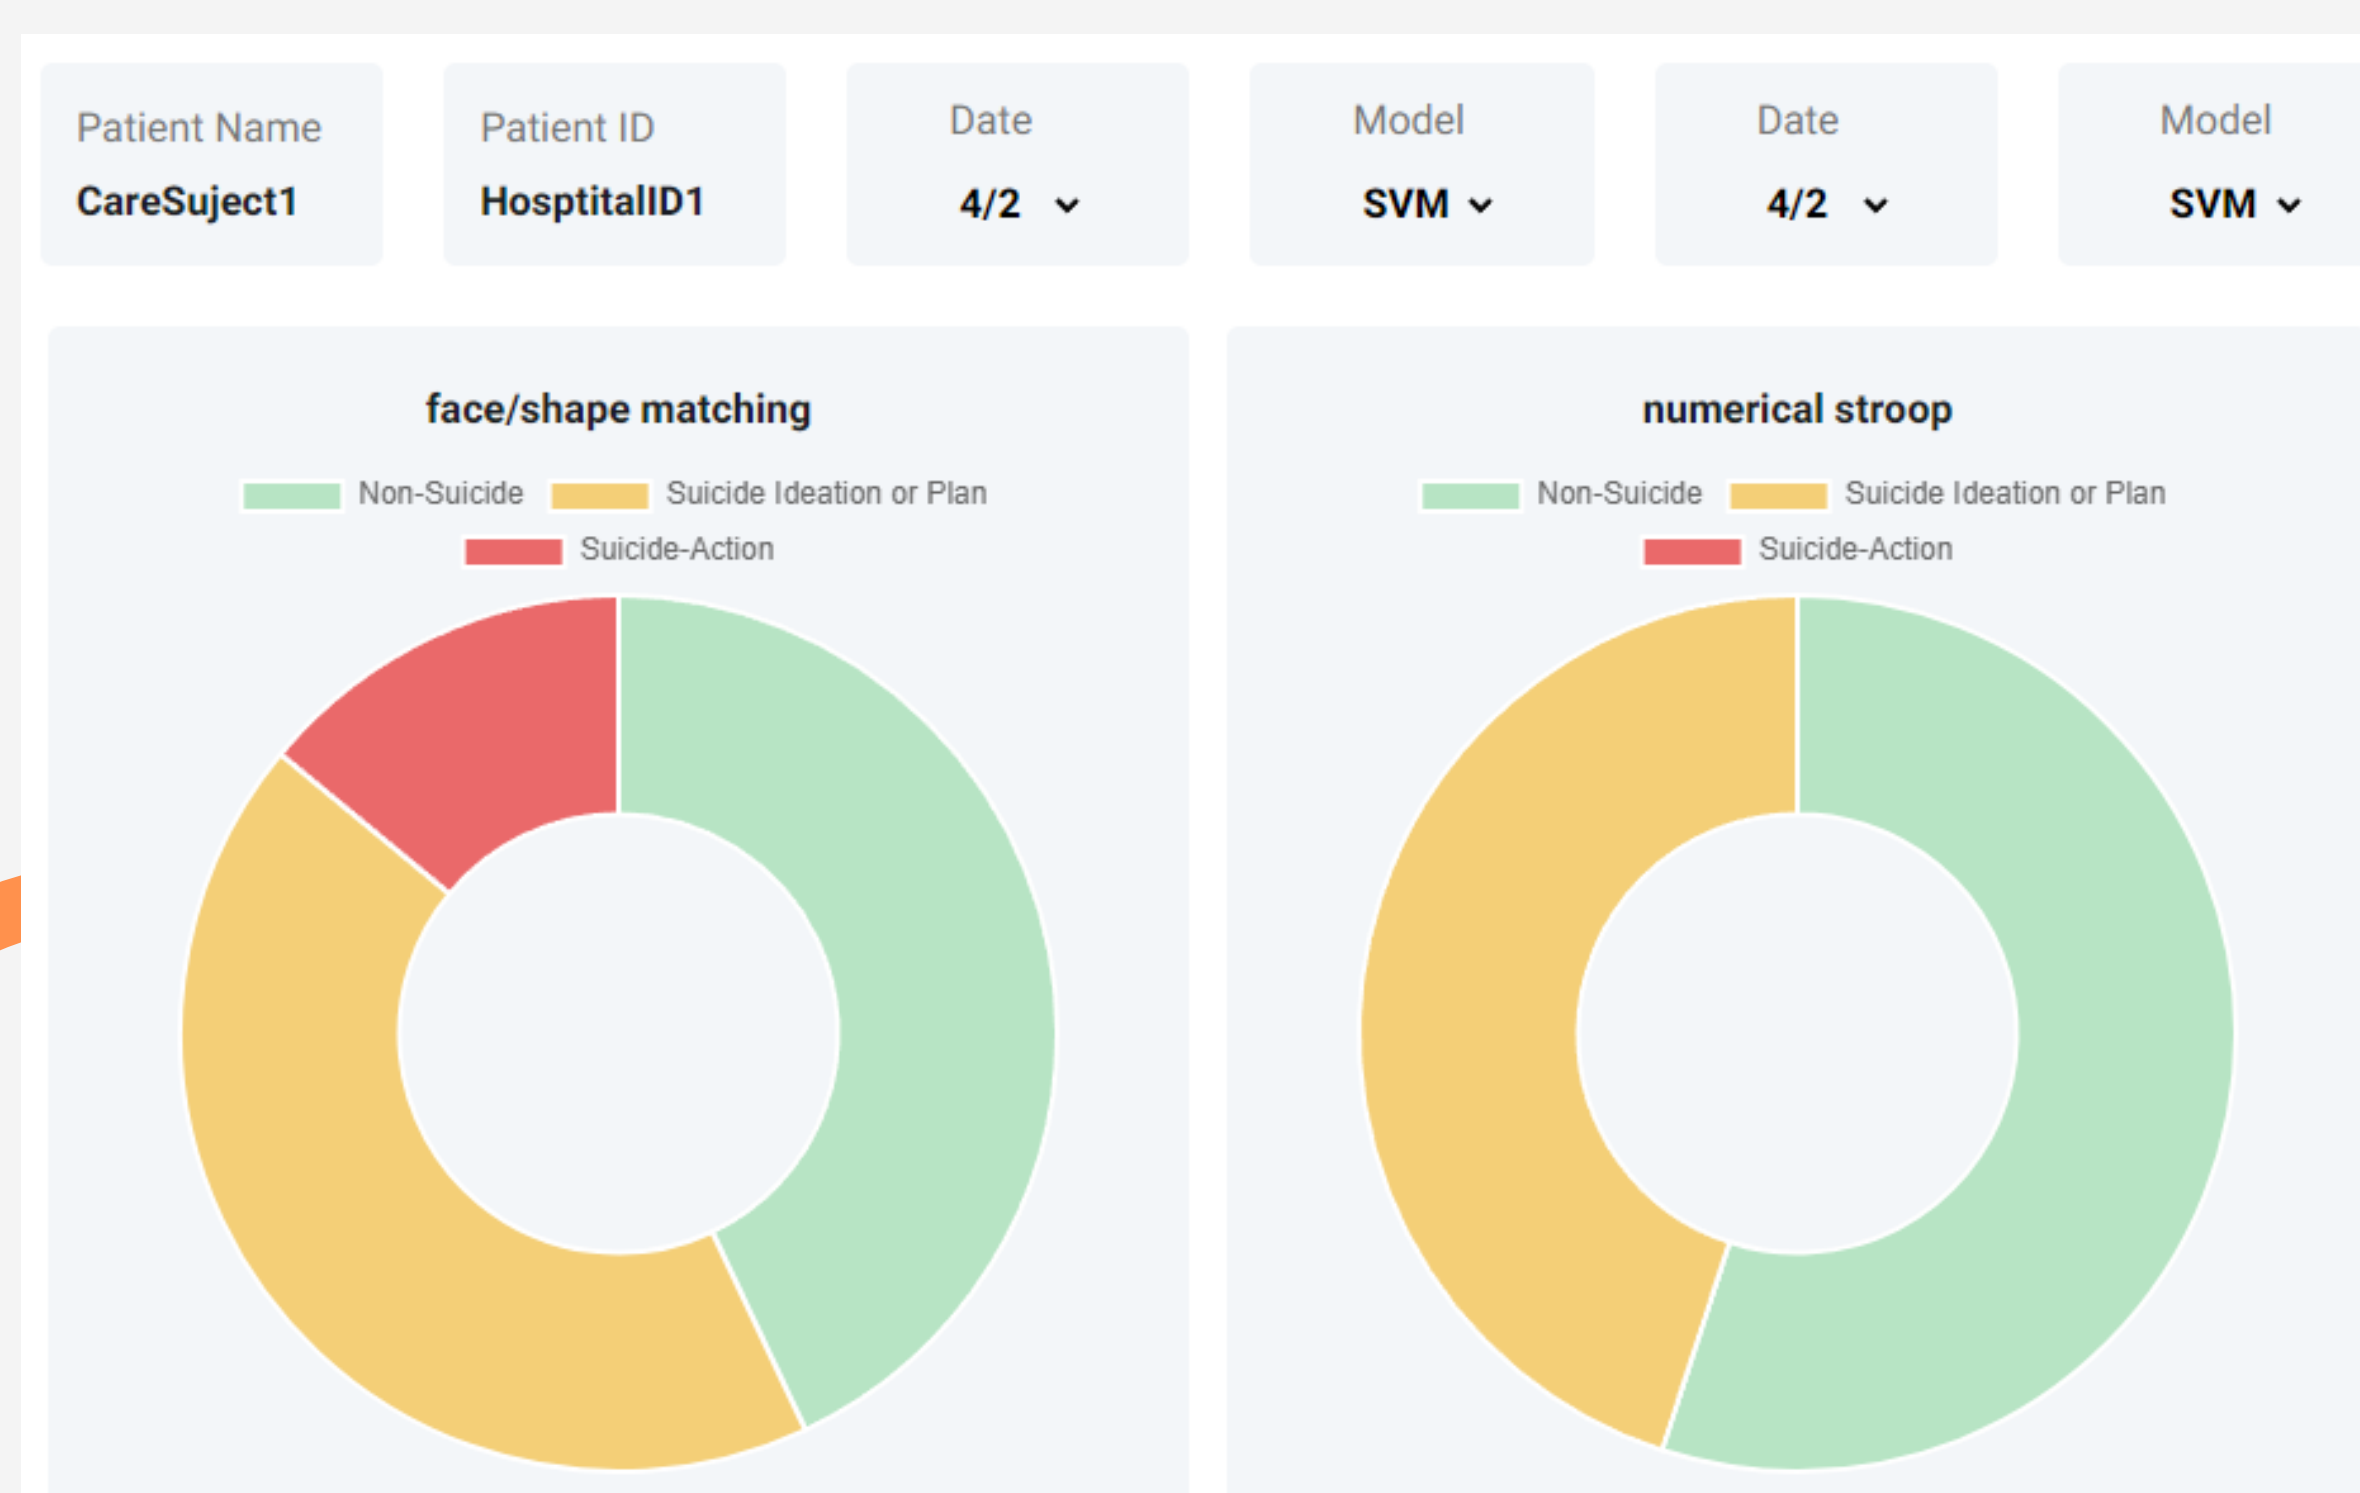 Patient Name
CareSuject1
Patient ID
HosptitalID1
Date
4/2
Model
SVM
Date
4/2
Model
SVM
face/shape matching
Non-Suicide Suicide Ideation or Plan
Suicide-Action
numerical stroop
Non-Suicide Suicide Ideation or Plan
Suicide-Action